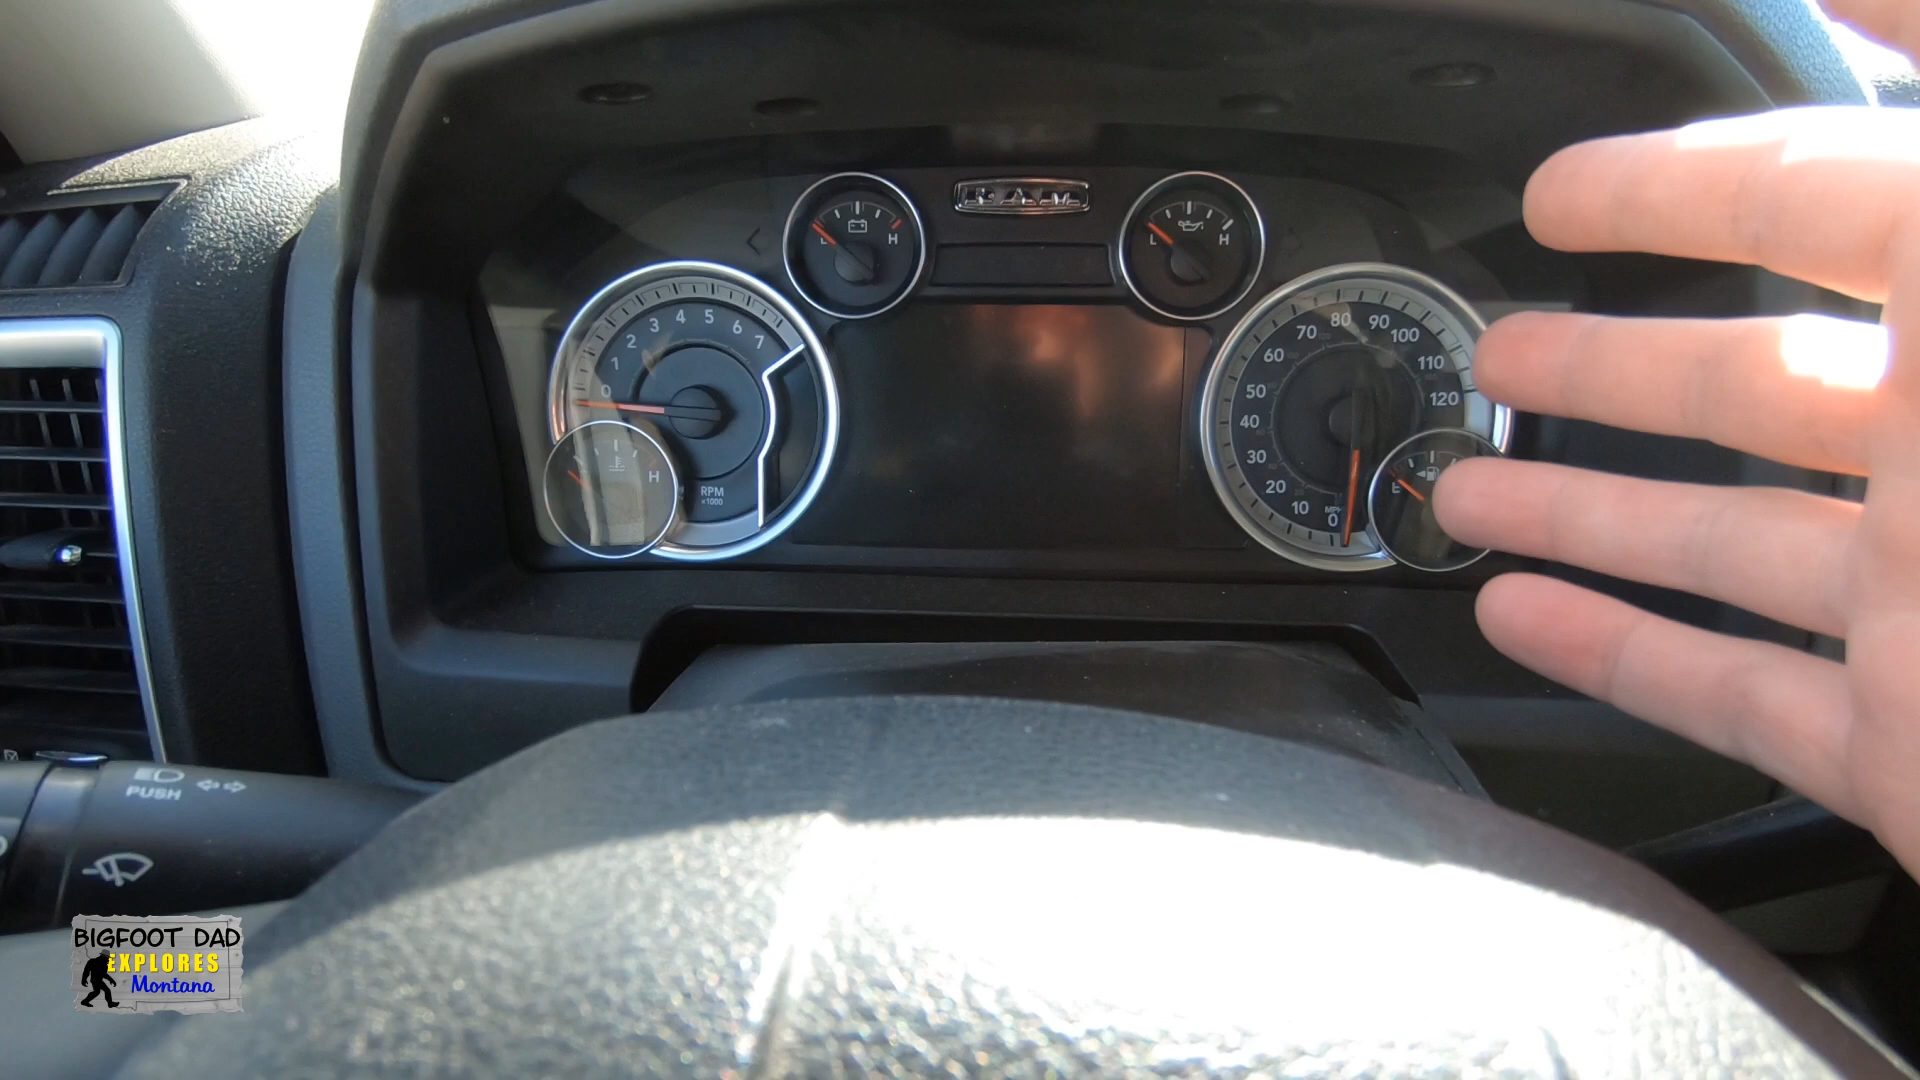 RAM
L H
L H
0 1 2 3 4 5 6 7
RPM
x1000
H
0 10 20 30 40 50 60 70 80 90 100 110 120
MPH
E
PUSH
BIGFOOT DAD
EXPLORES
Montana